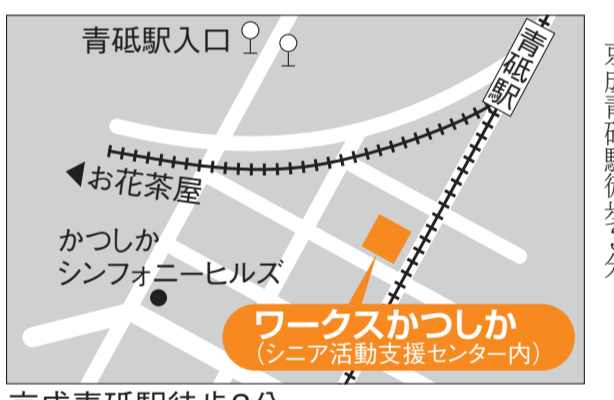 青砥駅入口
青砥駅
お花茶屋
かつしか
シンフォニーヒルズ
ワークスかつしか
(シニア活動支援センター内)